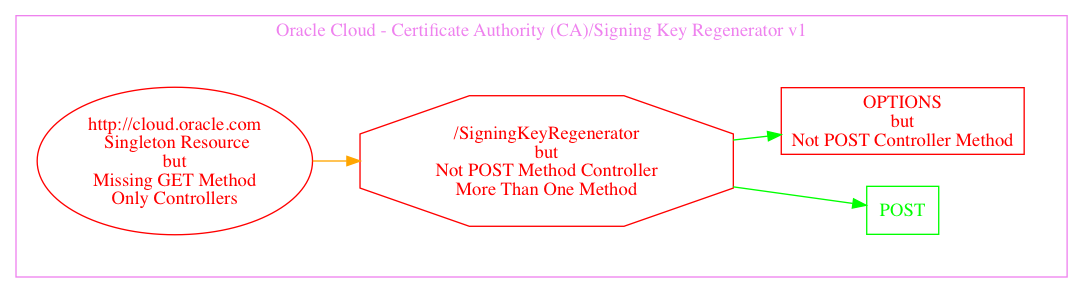 Oracle Cloud - Certificate Authority (CA)/Signing Key Regenerator v1
http://cloud.oracle.com
Singleton Resource
but
Missing GET Method
Only Controllers
/SigningKeyRegenerator
but
Not POST Method Controller
More Than One Method
OPTIONS
but
Not POST Controller Method
POST